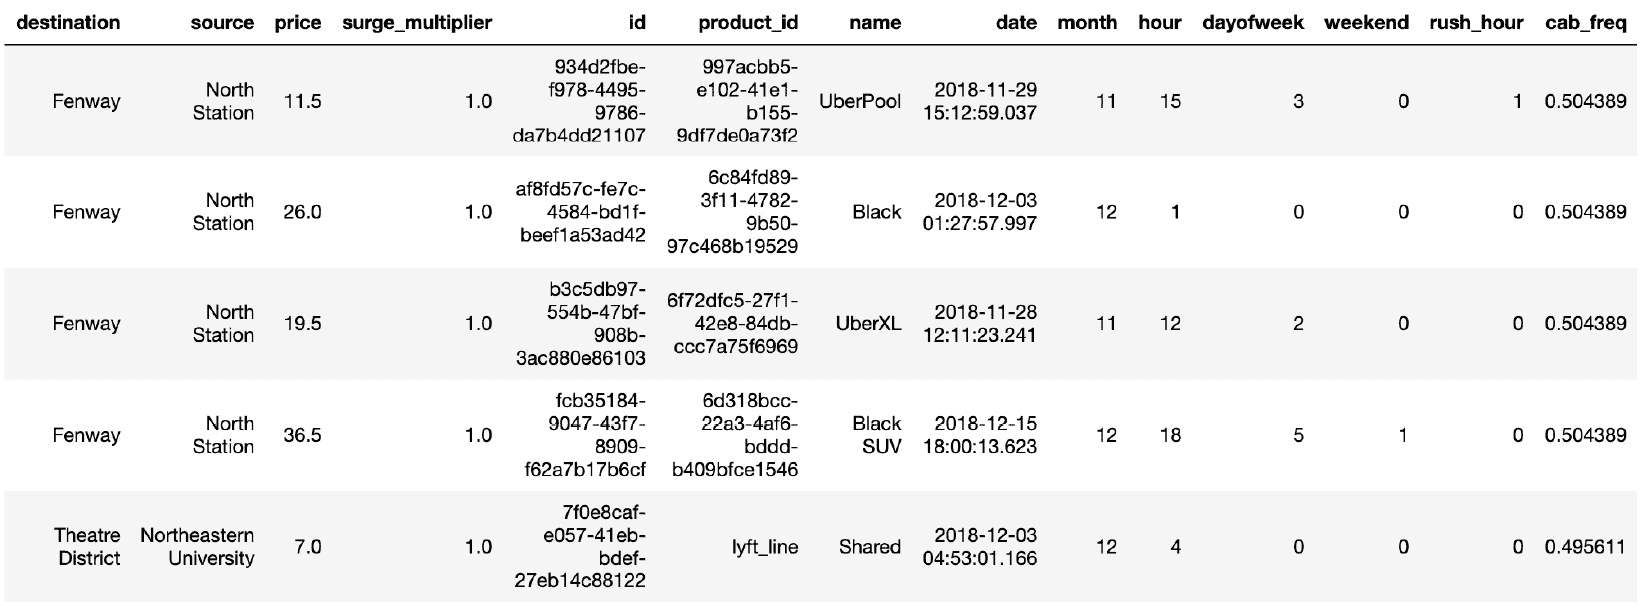 destination source price surge_multiplier id product_id name date month hour dayofweek weekend rush_hour cab_freq
Fenway North Station 11.5 1.0 934d2fbe-f978-4495-9786-da7b4dd21107 997acbb5-e102-41e1-b155-9df7de0a73f2 UberPool 2018-11-29 15:12:59.037 11 15 3 0 1 0.504389
Fenway North Station 26.0 1.0 af8fd57c-fe7c-4584-bd1f-beef1a53ad42 6c84fd89-3f11-4782-9b50-97c468b19529 Black 2018-12-03 01:27:57.997 12 1 0 0 0 0.504389
Fenway North Station 19.5 1.0 b3c5db97-554b-47bf-908b-3ac880e86103 6f72dfc5-27f1-42e8-84db-ccc7a75f6969 UberXL 2018-11-28 12:11:23.241 11 12 2 0 0 0.504389
Fenway North Station 36.5 1.0 fcb35184-9047-43f7-8909-f62a7b17b6cf 6d318bcc-22a3-4af6-bddd-b409bfce1546 Black SUV 2018-12-15 18:00:13.623 12 18 5 1 0 0.504389
Theatre District Northeastern University 7.0 1.0 7f0e8caf-e057-41eb-bdef-27eb14c88122 lyft_line Shared 2018-12-03 04:53:01.166 12 4 0 0 0 0.495611